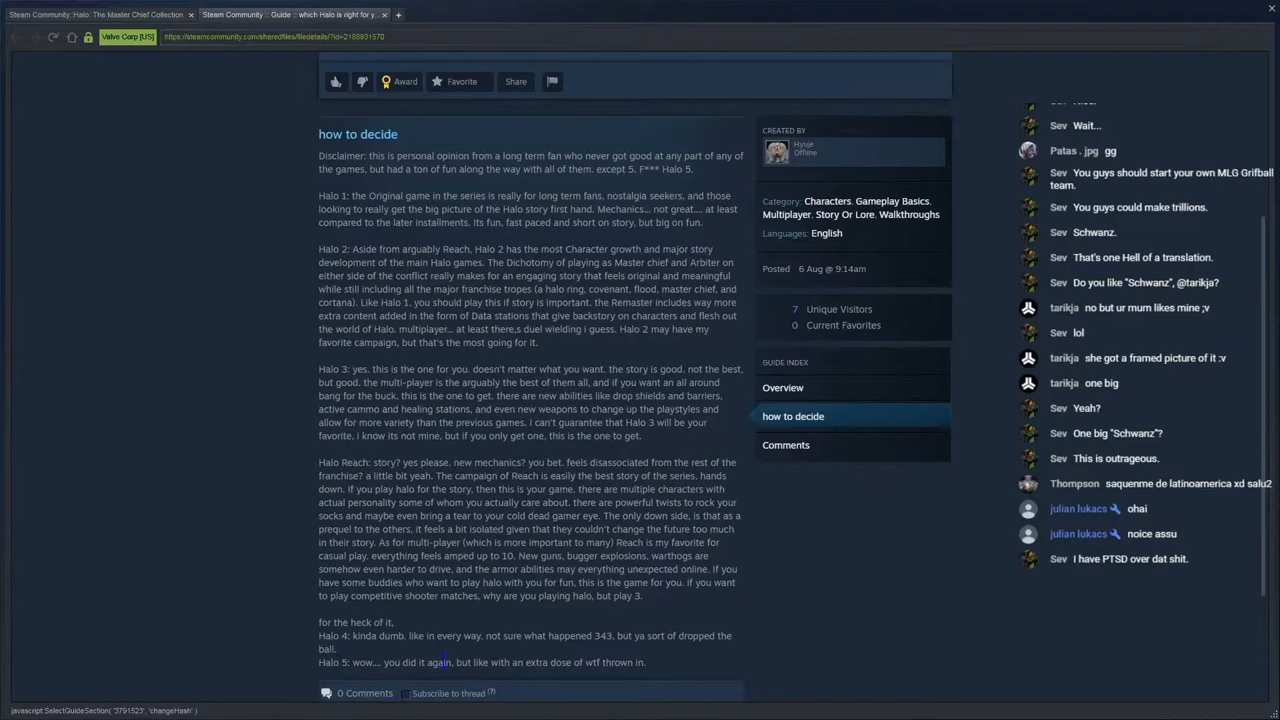 Steam Community::Halo: The Master Chief Collection
Steam Community :: Guide :: which Halo is right for y...
Valve Corp [US]
https://steamcommunity.com/sharedfiles/filedetails/?id=2188931570
Award
Favorite
Share
how to decide
Disclaimer: this is personal opinion from a long term fan who never got good at any part of any of
the games, but had a ton of fun along the way with all of them. except 5. F*** Halo 5.
Halo 1: the Original game in the series is really for long term fans, nostalgia seekers, and those
looking to really get the big picture of the Halo story first hand. Mechanics... not great.... at least
compared to the later installments. Its fun, fast paced and short on story, but big on fun.
Halo 2: Aside from arguably Reach, Halo 2 has the most Character growth and major story
development of the main Halo games. The Dichotomy of playing as Master chief and Arbiter on
either side of the conflict really makes for an engaging story that feels original and meaningful
while still including all the major franchise tropes (a halo ring, covenant, flood, master chief, and
cortana). Like Halo 1, you should play this if story is important. the Remaster includes way more
extra content added in the form of Data stations that give backstory on characters and flesh out
the world of Halo. multiplayer... at least there,s duel wielding i guess. Halo 2 may have my
favorite campaign, but that's the most going for it.
Halo 3: yes. this is the one for you. doesn't matter what you want. the story is good. not the best,
but good. the multi-player is the arguably the best of them all, and if you want an all around
bang for the buck, this is the one to get. there are new abilities like drop shields and barriers,
active cammo and healing stations, and even new weapons to change up the playstyles and
allow for more variety than the previous games. I can't guarantee that Halo 3 will be your
favorite, i know its not mine, but if you only get one, this is the one to get.
Halo Reach: story? yes please. new mechanics? you bet. feels disassociated from the rest of the
franchise? a little bit yeah. The campaign of Reach is easily the best story of the series, hands
down. If you play halo for the story, then this is your game. there are multiple characters with
actual personality some of whom you actually care about. there are powerful twists to rock your
socks and maybe even bring a tear to your cold dead gamer eye. The only down side, is that as a
prequel to the others, it feels a bit isolated given that they couldn't change the future too much
in their story. As for multi-player (which is more important to many) Reach is my favorite for
casual play. everything feels amped up to 10. New guns, bugger explosions, warthogs are
somehow even harder to drive, and the armor abilities may everything unexpected online. If you
have some buddies who want to play halo with you for fun, this is the game for you. if you want
to play competitive shooter matches, why are you playing halo, but play 3.
for the heck of it,
Halo 4: kinda dumb. like in every way. not sure what happened 343, but ya sort of dropped the
ball.
Halo 5: wow.... you did it again, but like with an extra dose of wtf thrown in.
0 Comments
Subscribe to thread (?)
javascript:SelectGuideSection( '3791523', 'changeHash' )
CREATED BY
Hyuje
Offline
Category: Characters, Gameplay Basics,
Multiplayer, Story Or Lore, Walkthroughs
Languages: English
Posted 6 Aug @ 9:14am
7 Unique Visitors
0 Current Favorites
GUIDE INDEX
Overview
how to decide
Comments
Sev Wait...
Patas . jpg gg
Sev You guys should start your own MLG Grifball
team.
Sev You guys could make trillions.
Sev Schwanz.
Sev That's one Hell of a translation.
Sev Do you like "Schwanz", @tarikja?
tarikja no but ur mum likes mine ;v
Sev lol
tarikja she got a framed picture of it :v
tarikja one big
Sev Yeah?
Sev One big "Schwanz"?
Sev This is outrageous.
Thompson saquenme de latinoamerica xd salu2
julian lukacs ohai
julian lukacs noice assu
Sev I have PTSD over dat shit.